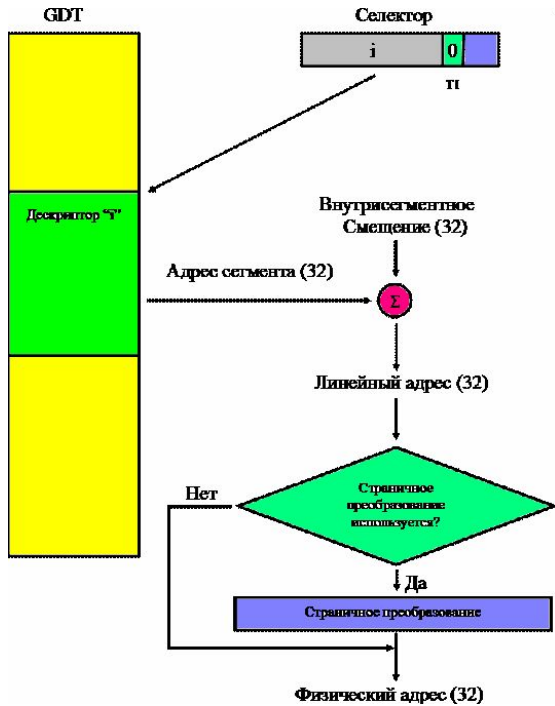 GDT
Селектор
i
0
TI
Дескриптор "i"
Внутрисегментное
Смещение (32)
Адрес сегмента (32)
Σ
Линейный адрес (32)
Страничное
преобразование
используется?
Нет
Да
Страничное преобразование
Физический адрес (32)